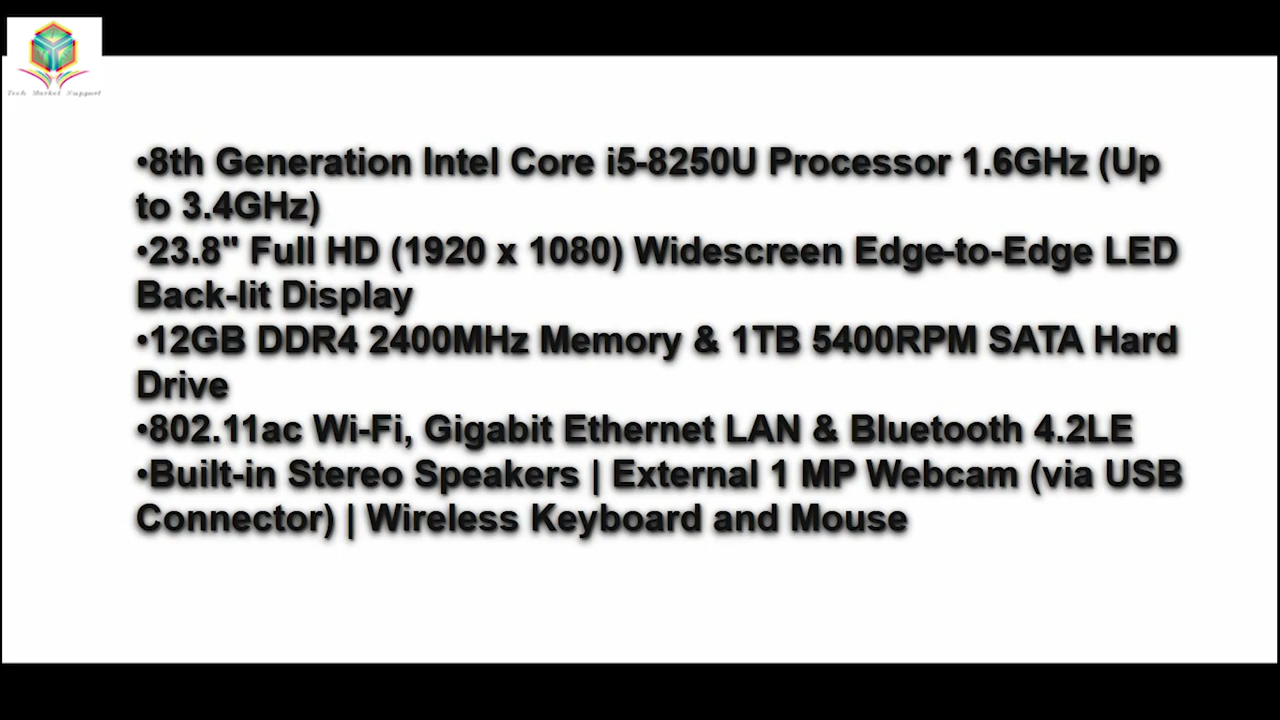 Tech Market Support
•8th Generation Intel Core i5-8250U Processor 1.6GHz (Up
to 3.4GHz)
•23.8" Full HD (1920 x 1080) Widescreen Edge-to-Edge LED
Back-lit Display
•12GB DDR4 2400MHz Memory & 1TB 5400RPM SATA Hard
Drive
•802.11ac Wi-Fi, Gigabit Ethernet LAN & Bluetooth 4.2LE
•Built-in Stereo Speakers | External 1 MP Webcam (via USB
Connector) | Wireless Keyboard and Mouse